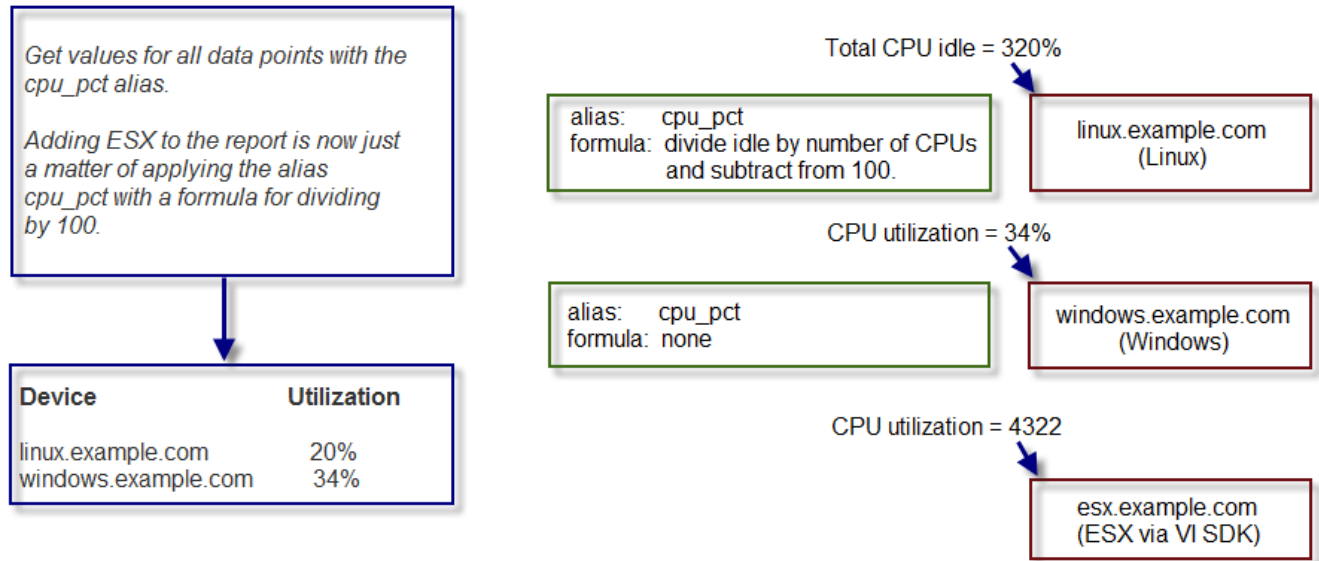 Get values for all data points with the
cpu_pct alias.
Adding ESX to the report is now just
a matter of applying the alias
cpu_pct with a formula for dividing
by 100.
Device Utilization
linux.example.com 20%
windows.example.com 34%
Total CPU idle = 320%
alias: cpu_pct
formula: divide idle by number of CPUs
and subtract from 100.
linux.example.com
(Linux)
CPU utilization = 34%
alias: cpu_pct
formula: none
windows.example.com
(Windows)
CPU utilization = 4322
esx.example.com
(ESX via VI SDK)